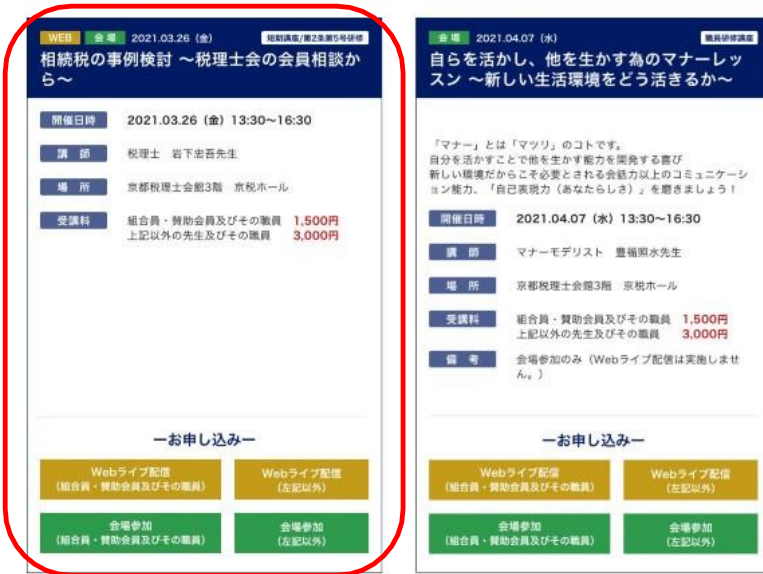 WEB 会場 2021.03.26 (金) 短期講座/第2条第5号研修
相続税の事例検討 ～税理士会の会員相談か
ら～
開催日時 2021.03.26（金）13:30～16:30
講 師 税理士 岩下忠吾先生
場 所 京都税理士会館3階 京税ホール
受講料 組合員・賛助会員及びその職員 1,500円
上記以外の先生及びその職員 3,000円
ーお申し込みー
Webライブ配信
（組合員・賛助会員及びその職員）
Webライブ配信
（左記以外）
会場参加
（組合員・賛助会員及びその職員）
会場参加
（左記以外）
会場 2021.04.07 (水) 職員研修講座
自らを活かし、他を生かす為のマナーレッ
スン ～新しい生活環境をどう活きるか～
「マナー」とは「マツリ」のコトです。
自分を活かすことで他を生かす能力を開発する喜び
新しい環境だからこそ必要とされる会話力以上のコミュニケーシ
ョン能力、「自己表現力（あなたらしさ）」を磨きましょう！
開催日時 2021.04.07（水）13:30～16:30
講 師 マナーモデリスト 豊福照水先生
場 所 京都税理士会館3階 京税ホール
受講料 組合員・賛助会員及びその職員 1,500円
上記以外の先生及びその職員 3,000円
備 考 会場参加のみ（Webライブ配信は実施しませ
ん。）
ーお申し込みー
Webライブ配信
（組合員・賛助会員及びその職員）
Webライブ配信
（左記以外）
会場参加
（組合員・賛助会員及びその職員）
会場参加
（左記以外）